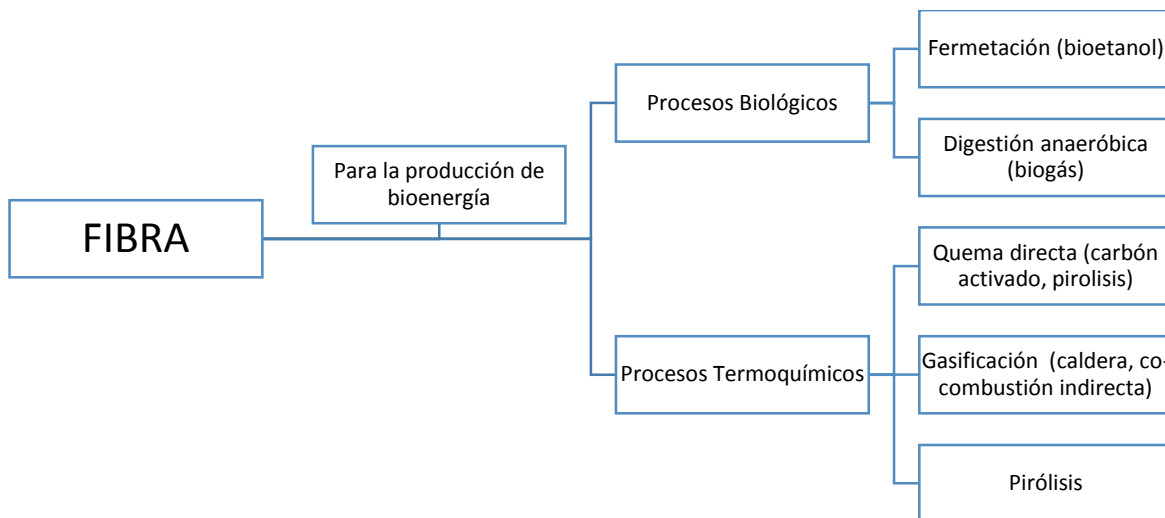 FIBRA
Para la producción de
bioenergía
Procesos Biológicos
Fermetación (bioetanol)
Digestión anaeróbica
(biogás)
Procesos Termoquímicos
Quema directa (carbón
activado, pirolisis)
Gasificación (caldera, co-
combustión indirecta)
Pirólisis